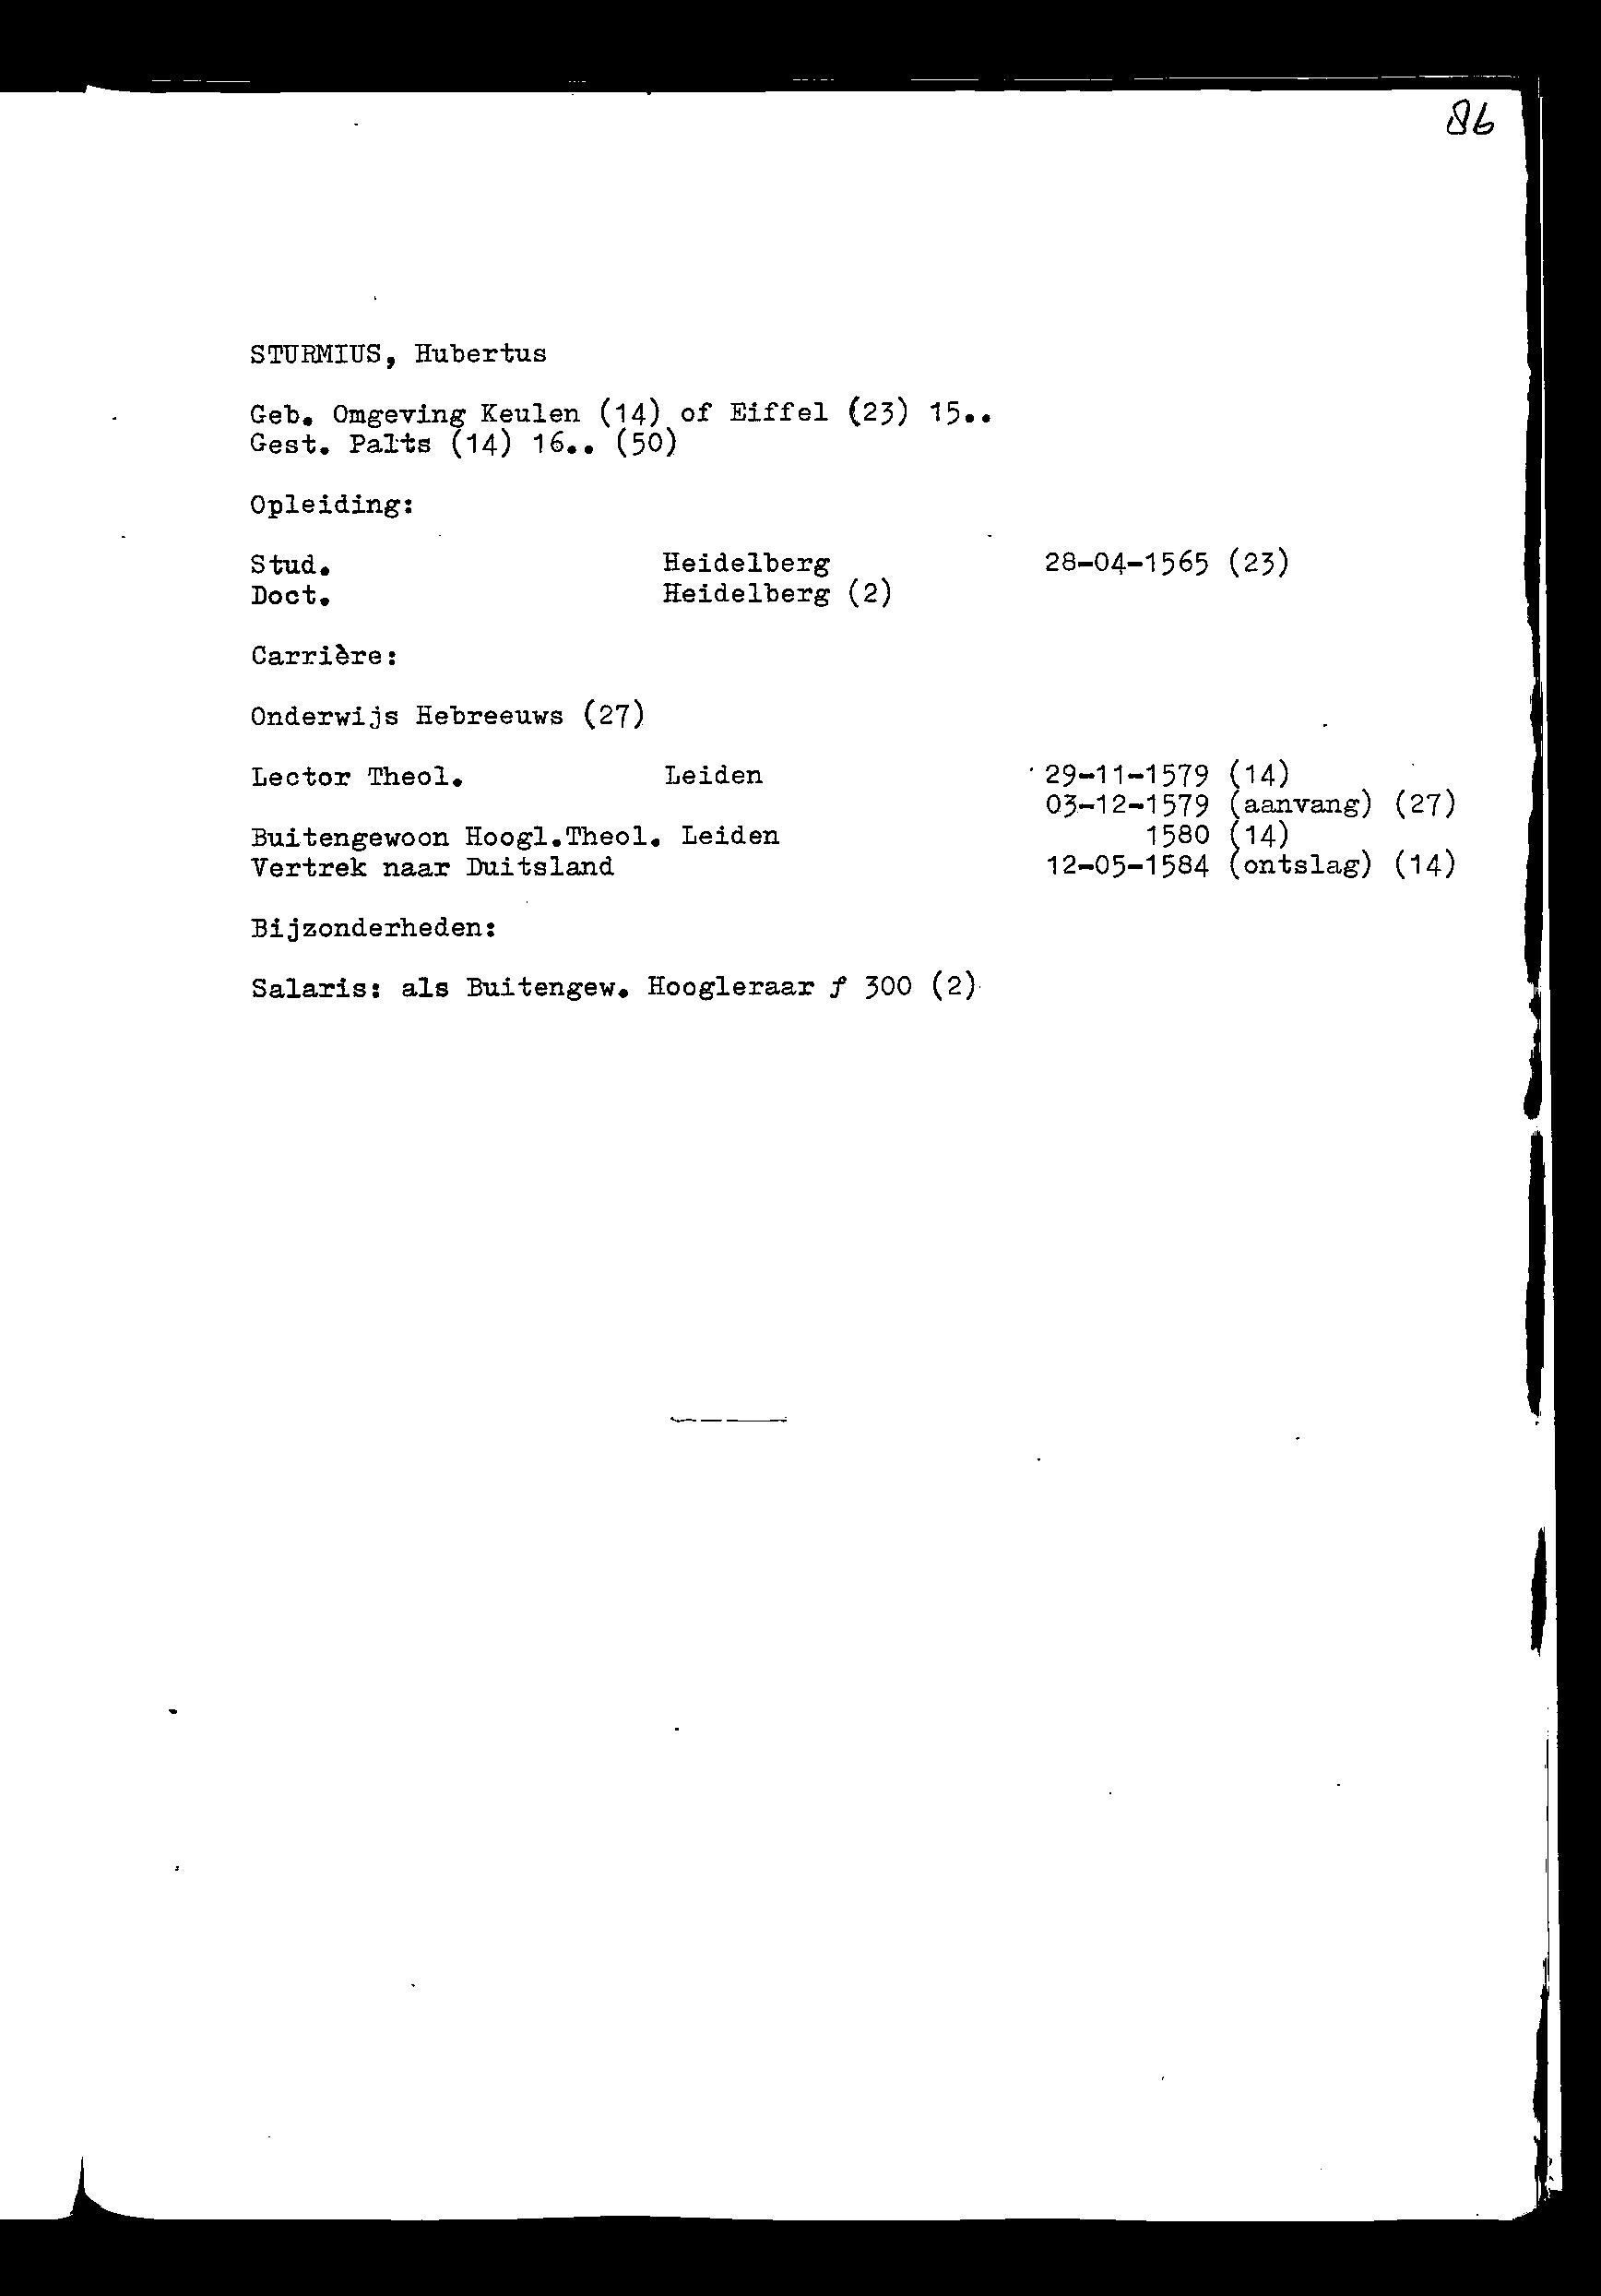 86
STURMIUS, Hubertus
Geb. Omgeving Keulen (14) of Eiffel (23) 15..
Gest. Palts (14) 16.. (50)
Opleiding:
Stud. Heidelberg 28-04-1565 (23)
Doct. Heidelberg (2)
Carrière:
Onderwijs Hebreeuws (27)
Lector Theol. Leiden 29-11-1579 (14)
03-12-1579 (aanvang) (27)
Buitengewoon Hoogl.Theol. Leiden 1580 (14)
Vertrek naar Duitsland 12-05-1584 (ontslag) (14)
Bijzonderheden:
Salaris: als Buitengew. Hoogleraar ƒ 300 (2)